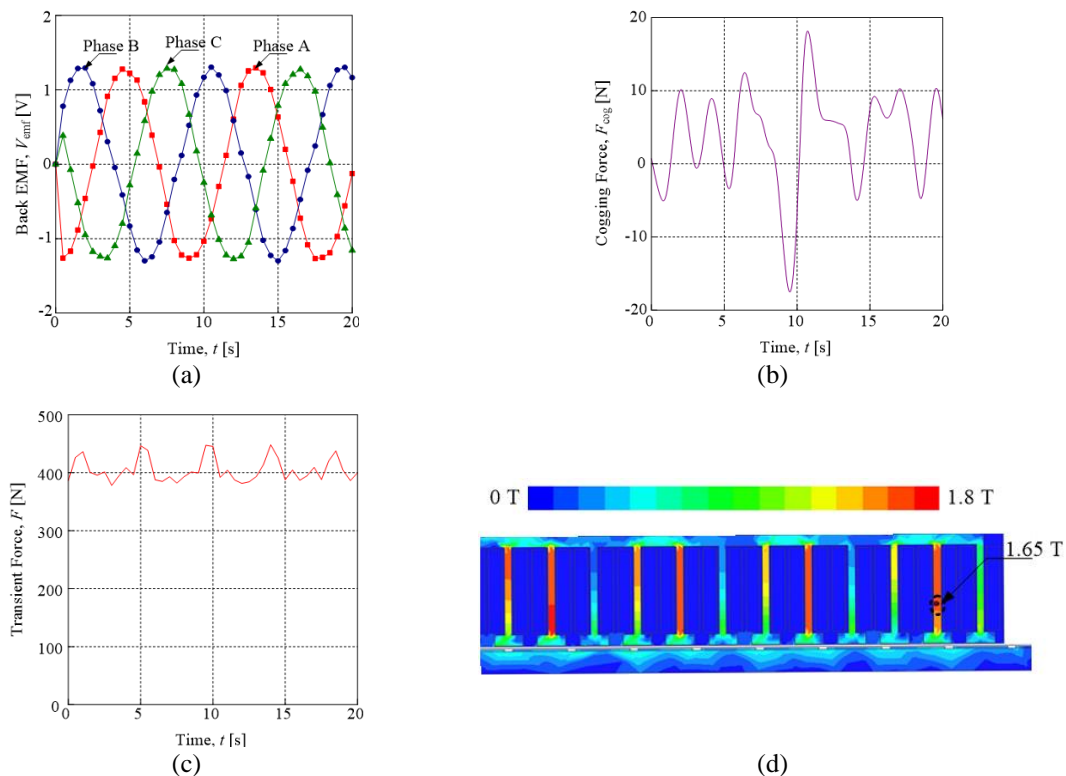 2
1
0
-1
-2
0
5
10
15
20
Back EMF, V_emf [V]
Time, t [s]
Phase B
Phase C
Phase A
(a)
20
10
0
-10
-20
0
5
10
15
20
Cogging Force, F_cog [N]
Time, t [s]
(b)
500
400
300
200
100
0
0
5
10
15
20
Transient Force, F [N]
Time, t [s]
(c)
0 T
1.8 T
1.65 T
(d)